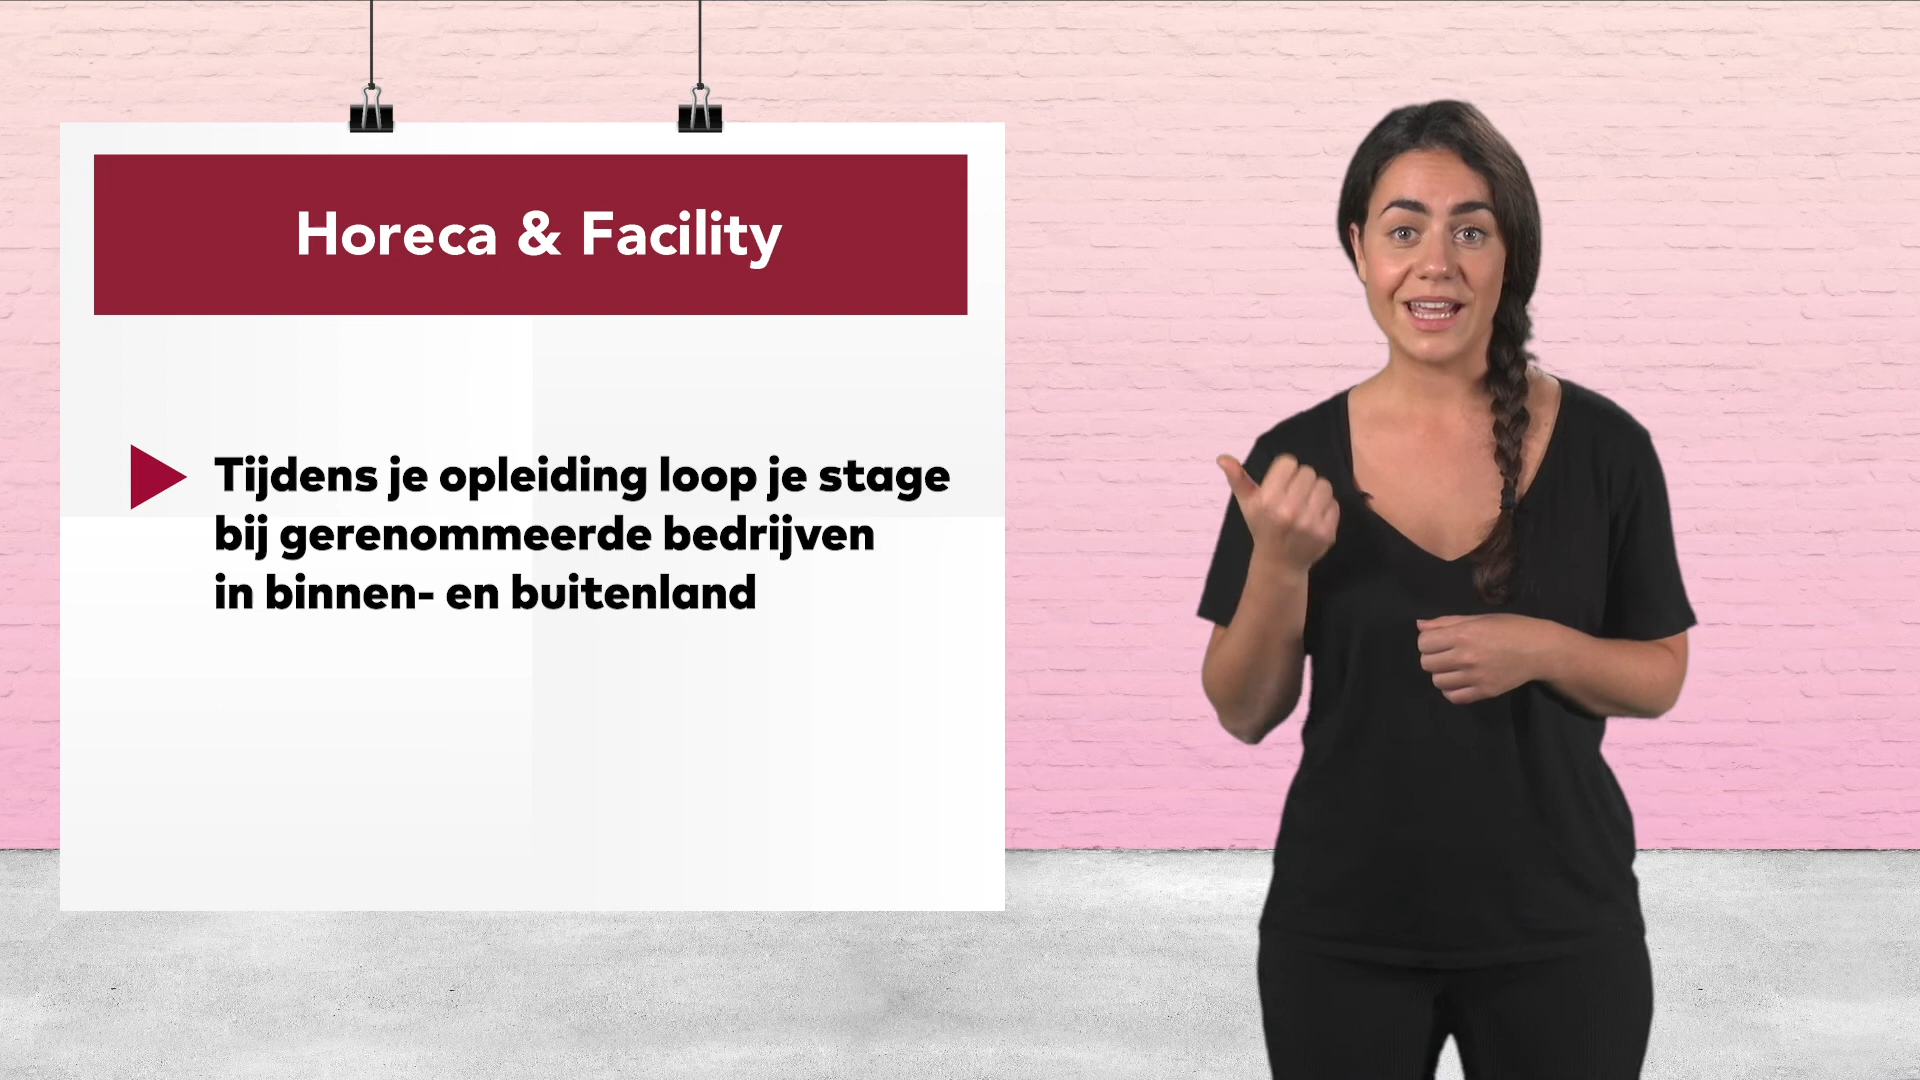 Horeca & Facility
Tijdens je opleiding loop je stage
bij gerenommeerde bedrijven
in binnen- en buitenland